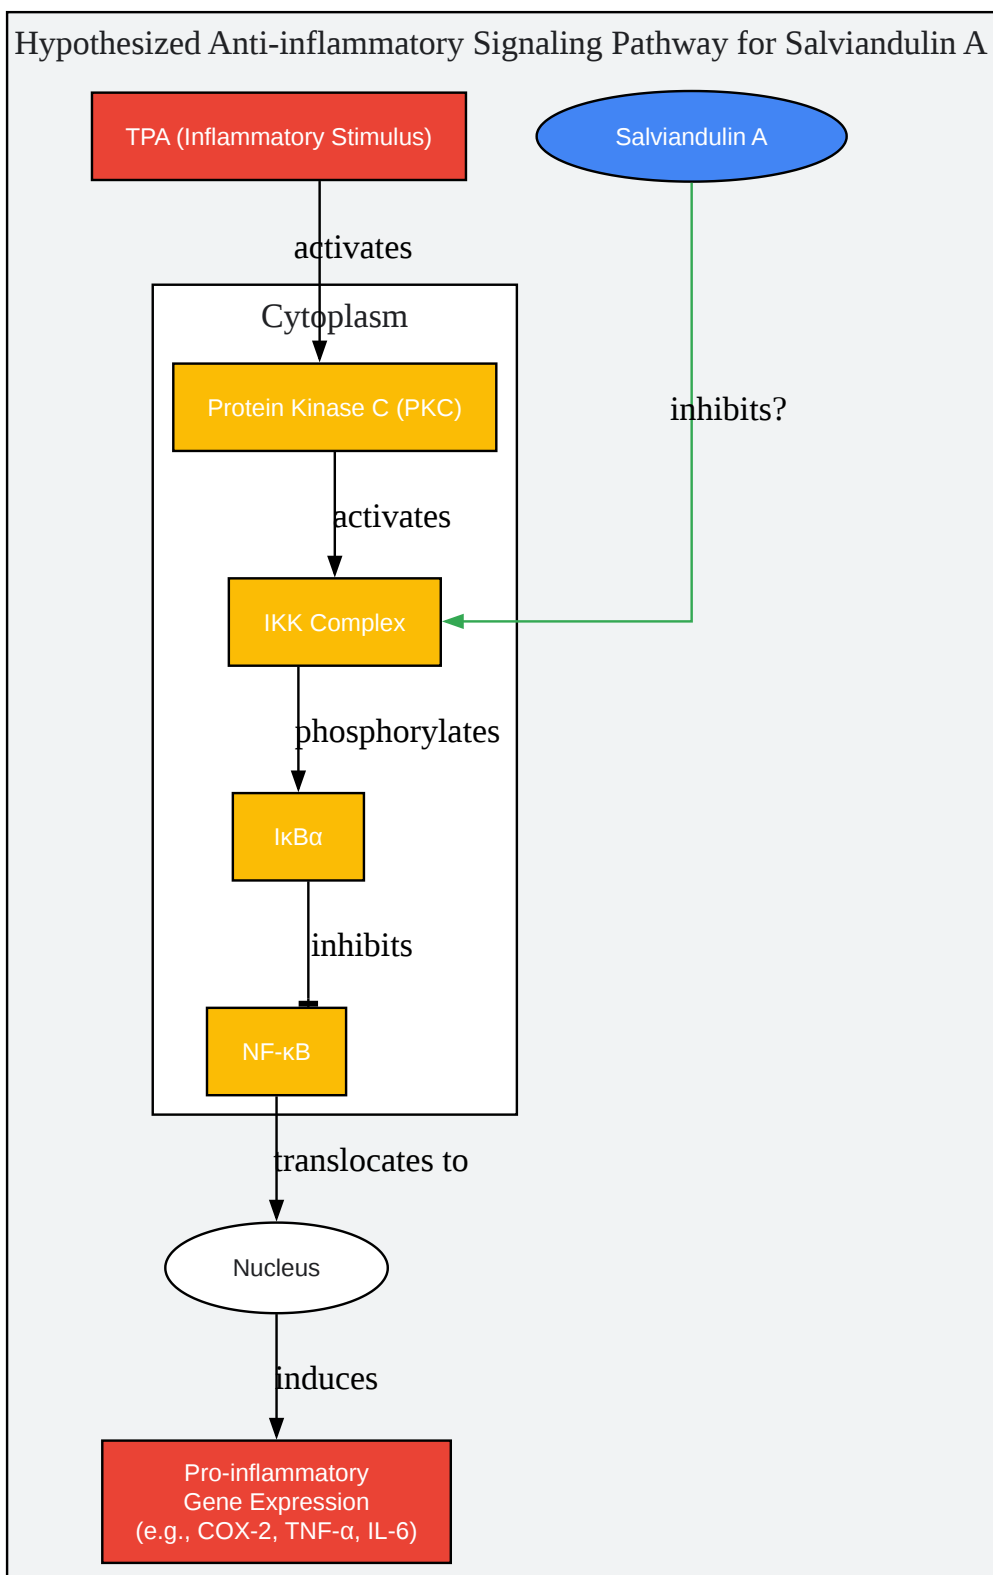 Hypothesized Anti-inflammatory Signaling Pathway for Salviandulin A
TPA (Inflammatory Stimulus)
Salviandulin A
activates
Cytoplasm
Protein Kinase C (PKC)
inhibits?
activates
IKK Complex
phosphorylates
IκBα
inhibits
NF-κB
translocates to
Nucleus
induces
Pro-inflammatory
Gene Expression
(e.g., COX-2, TNF-α, IL-6)